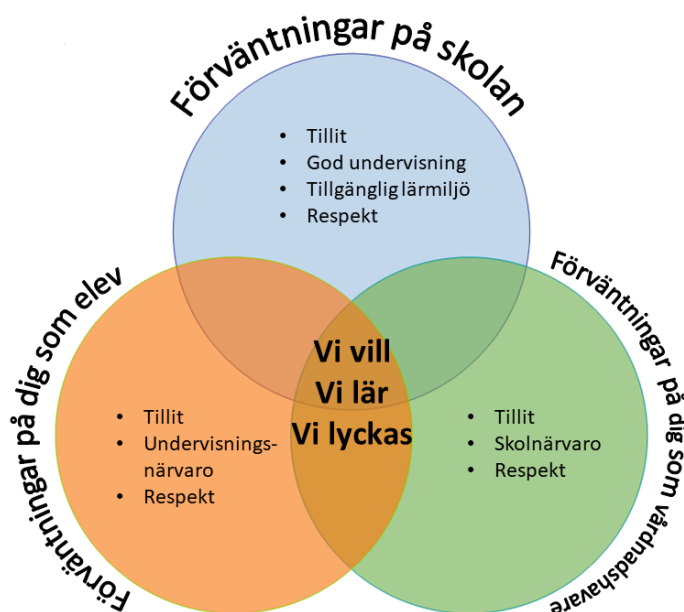 Förväntningar på skolan
• Tillit
• God undervisning
• Tillgänglig lärmiljö
• Respekt
Förväntningar på dig som elev
• Tillit
• Undervisnings-
närvaro
• Respekt
Vi vill
Vi lär
Vi lyckas
Förväntningar på dig som vårdnadshavare
• Tillit
• Skolnärvaro
• Respekt